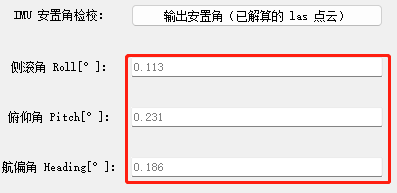 IMU 安置角检校: 输出安置角（已解算的 las 点云）
侧滚角 Roll[°]: 0.113
俯仰角 Pitch[°]: 0.231
航偏角 Heading[°]: 0.186